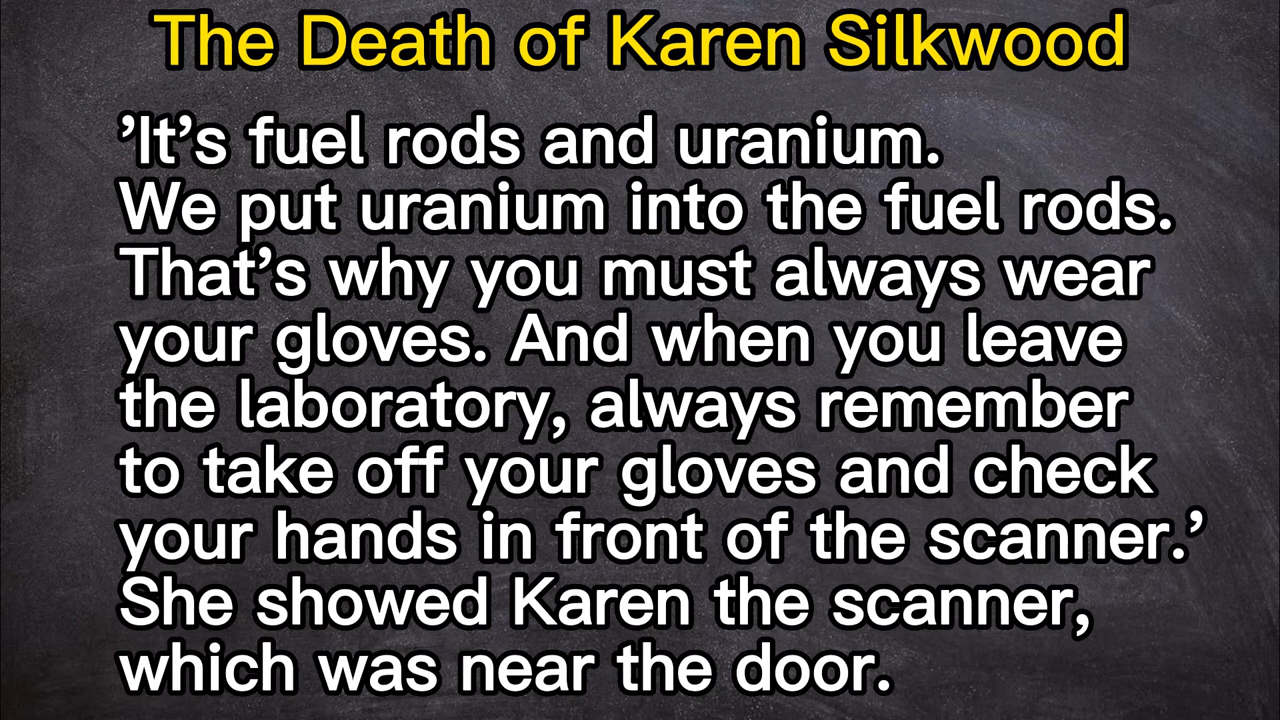 The Death of Karen Silkwood
’It’s fuel rods and uranium.
We put uranium into the fuel rods.
That’s why you must always wear
your gloves. And when you leave
the laboratory, always remember
to take off your gloves and check
your hands in front of the scanner.’
She showed Karen the scanner,
which was near the door.